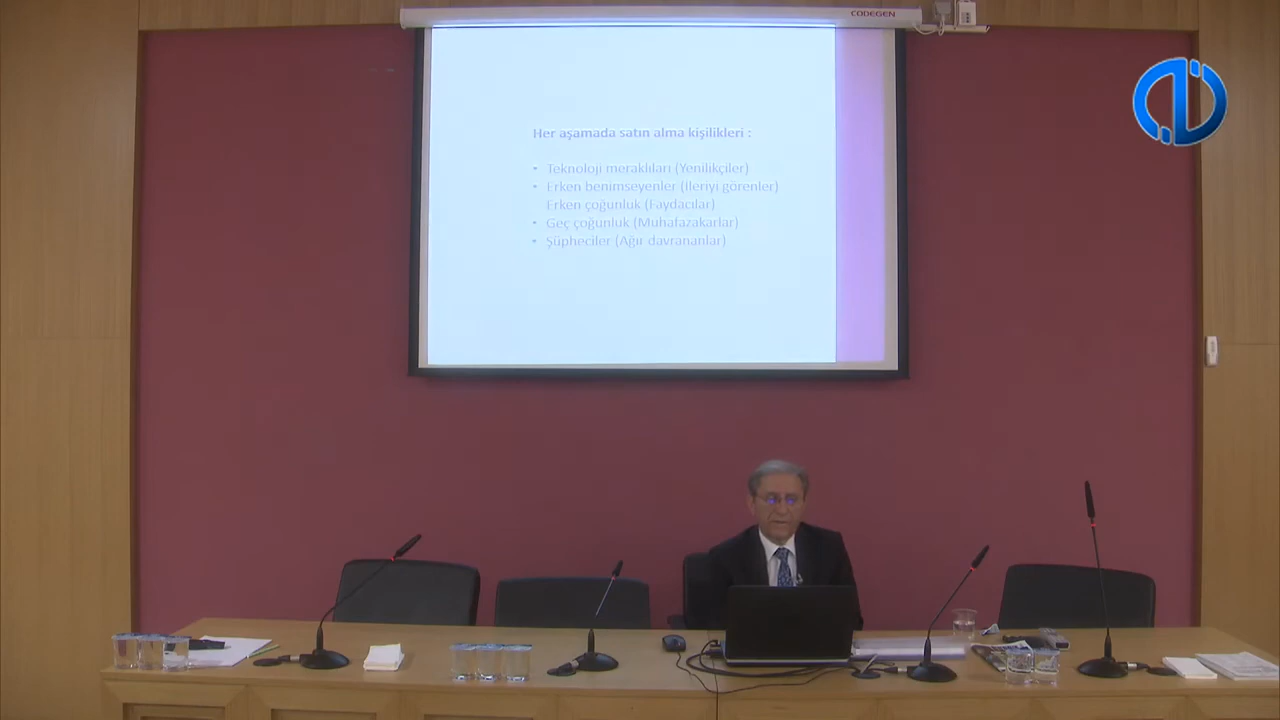 CODEGEN
Her aşamada satın alma kişilikleri :
• Teknoloji meraklıları (Yenilikçiler)
• Erken benimseyenler (İleriyi görenler)
Erken çoğunluk (Faydacılar)
• Geç çoğunluk (Muhafazakarlar)
• Şüpheciler (Ağır davrananlar)